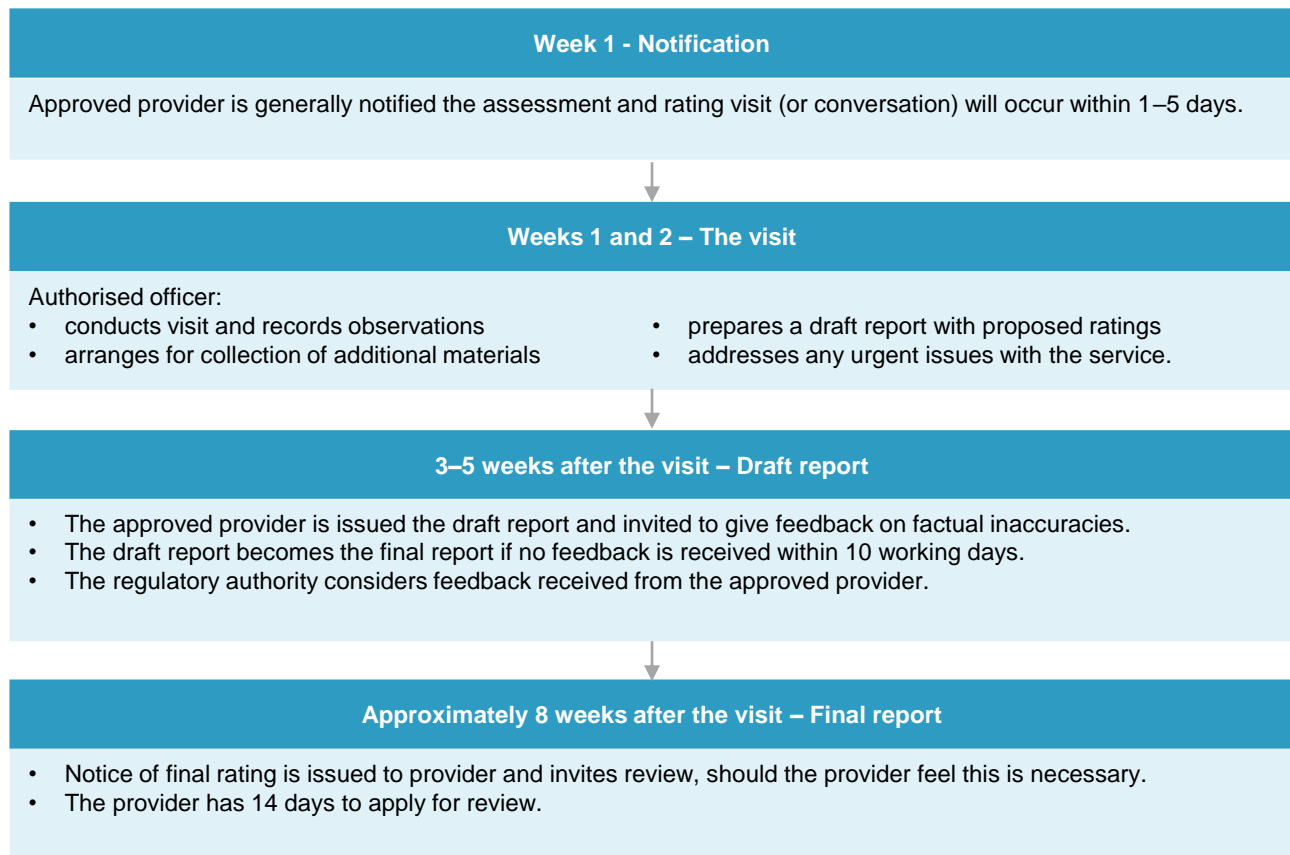 Week 1 - Notification
Approved provider is generally notified the assessment and rating visit (or conversation) will occur within 1–5 days.
Weeks 1 and 2 – The visit
Authorised officer:
• conducts visit and records observations
• arranges for collection of additional materials
• prepares a draft report with proposed ratings
• addresses any urgent issues with the service.
3–5 weeks after the visit – Draft report
• The approved provider is issued the draft report and invited to give feedback on factual inaccuracies.
• The draft report becomes the final report if no feedback is received within 10 working days.
• The regulatory authority considers feedback received from the approved provider.
Approximately 8 weeks after the visit – Final report
• Notice of final rating is issued to provider and invites review, should the provider feel this is necessary.
• The provider has 14 days to apply for review.